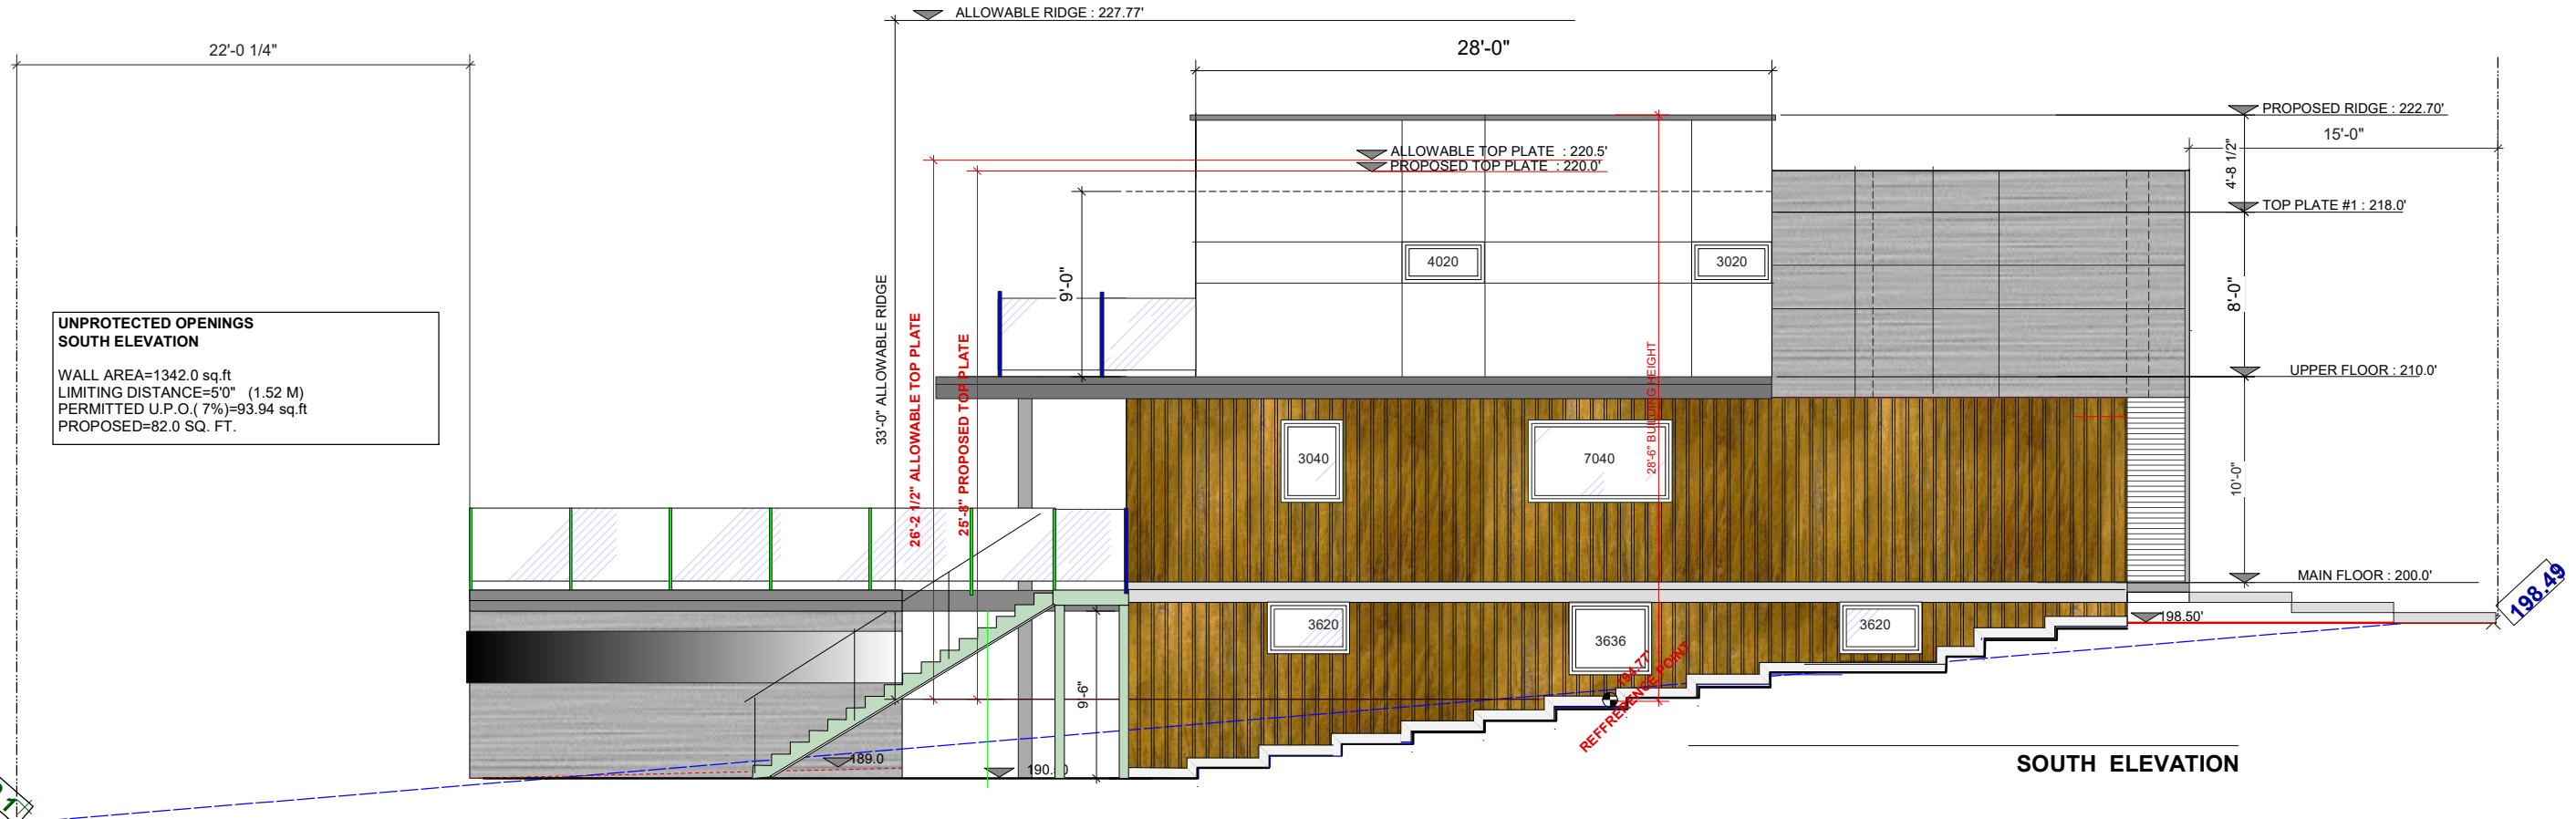 ALLOWABLE RIDGE : 227.77'
22'-0 1/4"
28'-0"
PROPOSED RIDGE : 222.70'
15'-0"
4'-8 1/2"
ALLOWABLE TOP PLATE : 220.5'
PROPOSED TOP PLATE : 220.0'
TOP PLATE #1 : 218.0'
4020
3020
9'-0"
8'-0"
33'-0" ALLOWABLE RIDGE
26'-2 1/2" ALLOWABLE TOP PLATE
25'-8" PROPOSED TOP PLATE
28'-6" BUILDING HEIGHT
UNPROTECTED OPENINGS
SOUTH ELEVATION
WALL AREA=1342.0 sq.ft
LIMITING DISTANCE=5'0" (1.52 M)
PERMITTED U.P.O.( 7%)=93.94 sq.ft
PROPOSED=82.0 SQ. FT.
UPPER FLOOR : 210.0'
3040
7040
10'-0"
MAIN FLOOR : 200.0'
198.49
198.50'
3620
3636
3620
9'-6"
194.77'
REFFRERENCE POINT
189.0
SOUTH ELEVATION